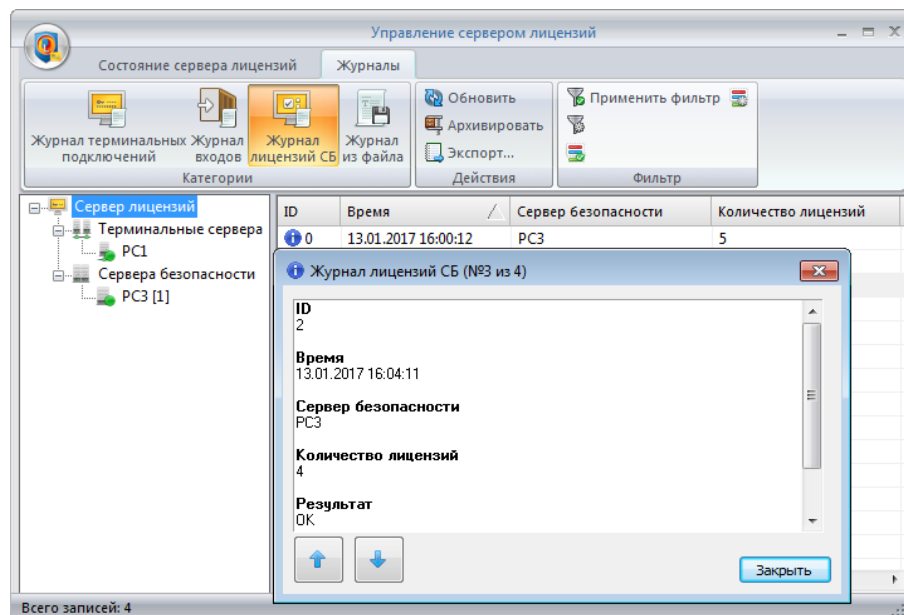 Управление сервером лицензий
Состояние сервера лицензий Журналы
Журнал терминальных подключений
Журнал входов
Журнал лицензий СБ
Журнал из файла
Категории
Обновить
Архивировать
Экспорт...
Действия
Применить фильтр
Фильтр
Сервер лицензий
Терминальные сервера
PC1
Сервера безопасности
PC3 [1]
ID Время Сервер безопасности Количество лицензий
0 13.01.2017 16:00:12 PC3 5
Журнал лицензий СБ (№3 из 4)
ID
2
Время
13.01.2017 16:04:11
Сервер безопасности
PC3
Количество лицензий
4
Результат
OK
Закрыть
Всего записей: 4